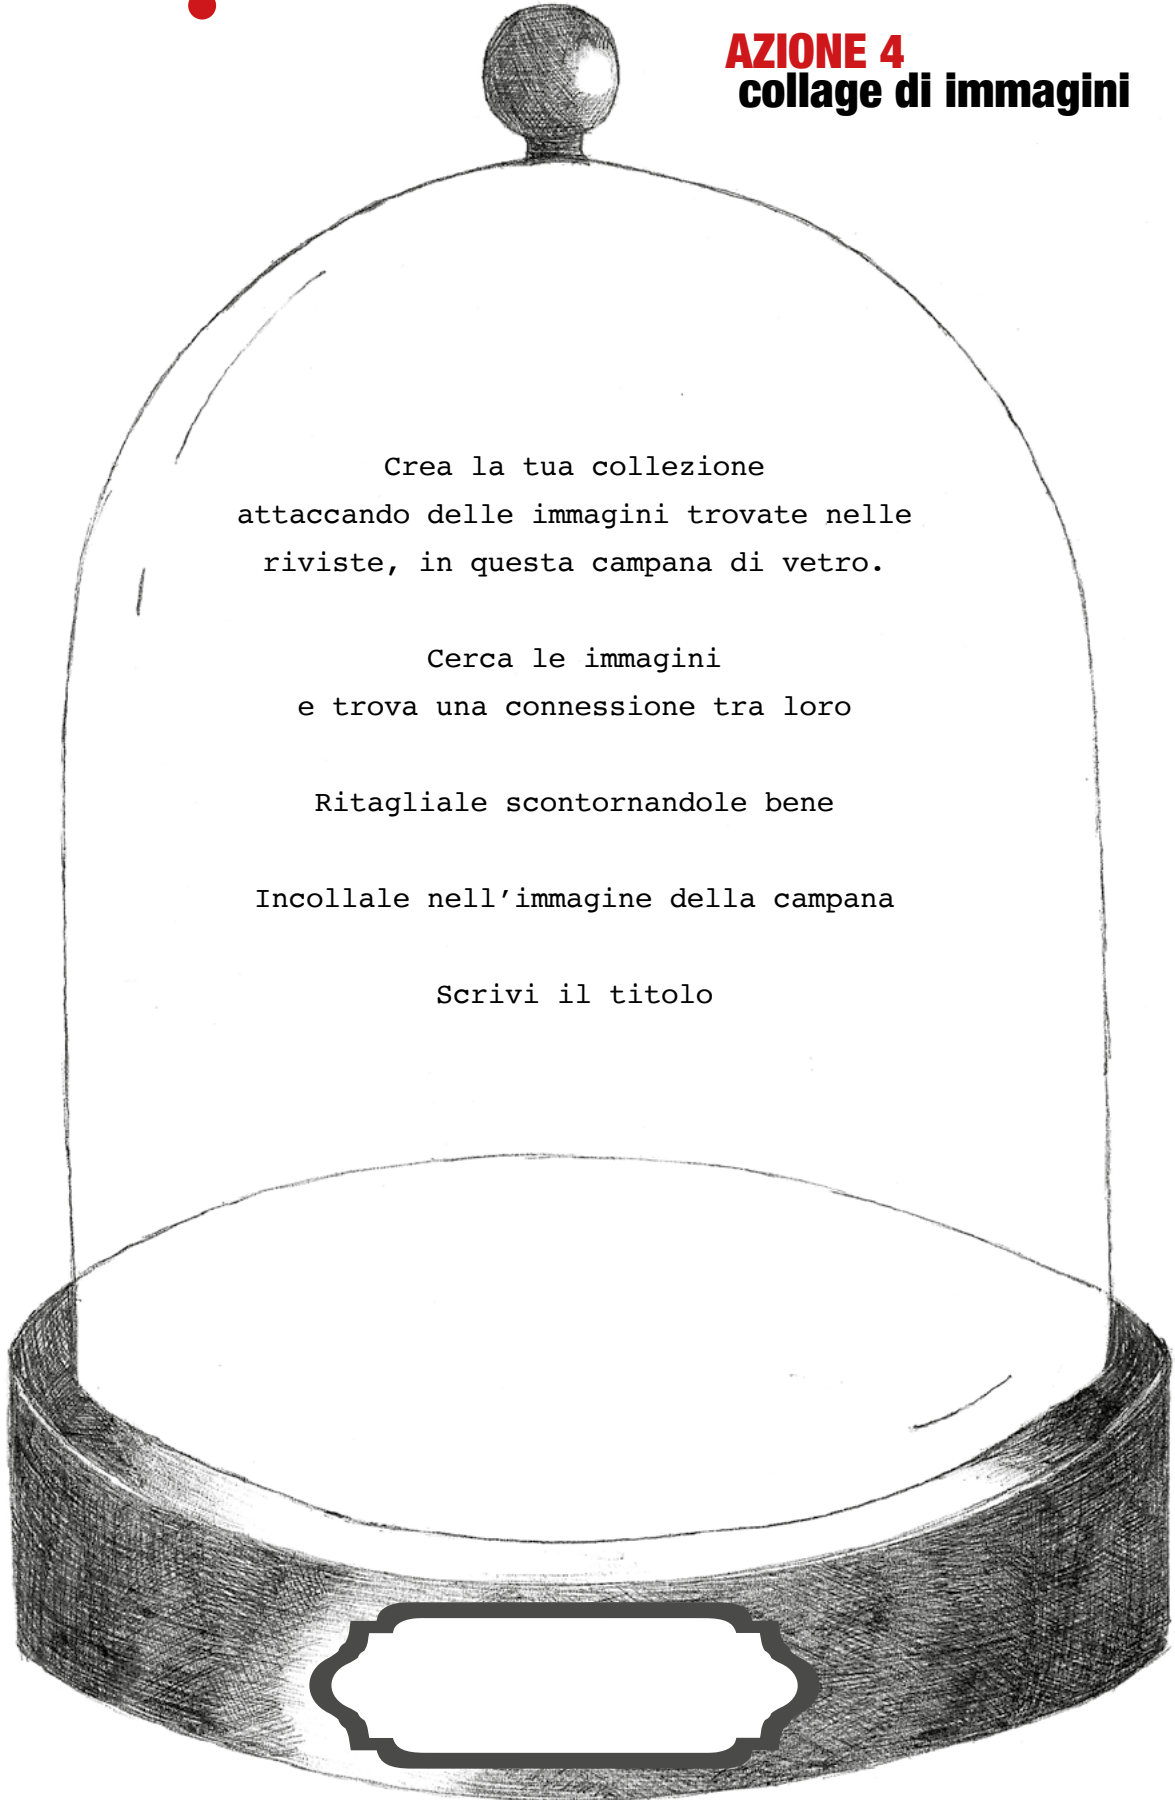 AZIONE 4
collage di immagini
Crea la tua collezione
attaccando delle immagini trovate nelle
riviste, in questa campana di vetro.
Cerca le immagini
e trova una connessione tra loro
Ritagliale scontornandole bene
Incollale nell’immagine della campana
Scrivi il titolo